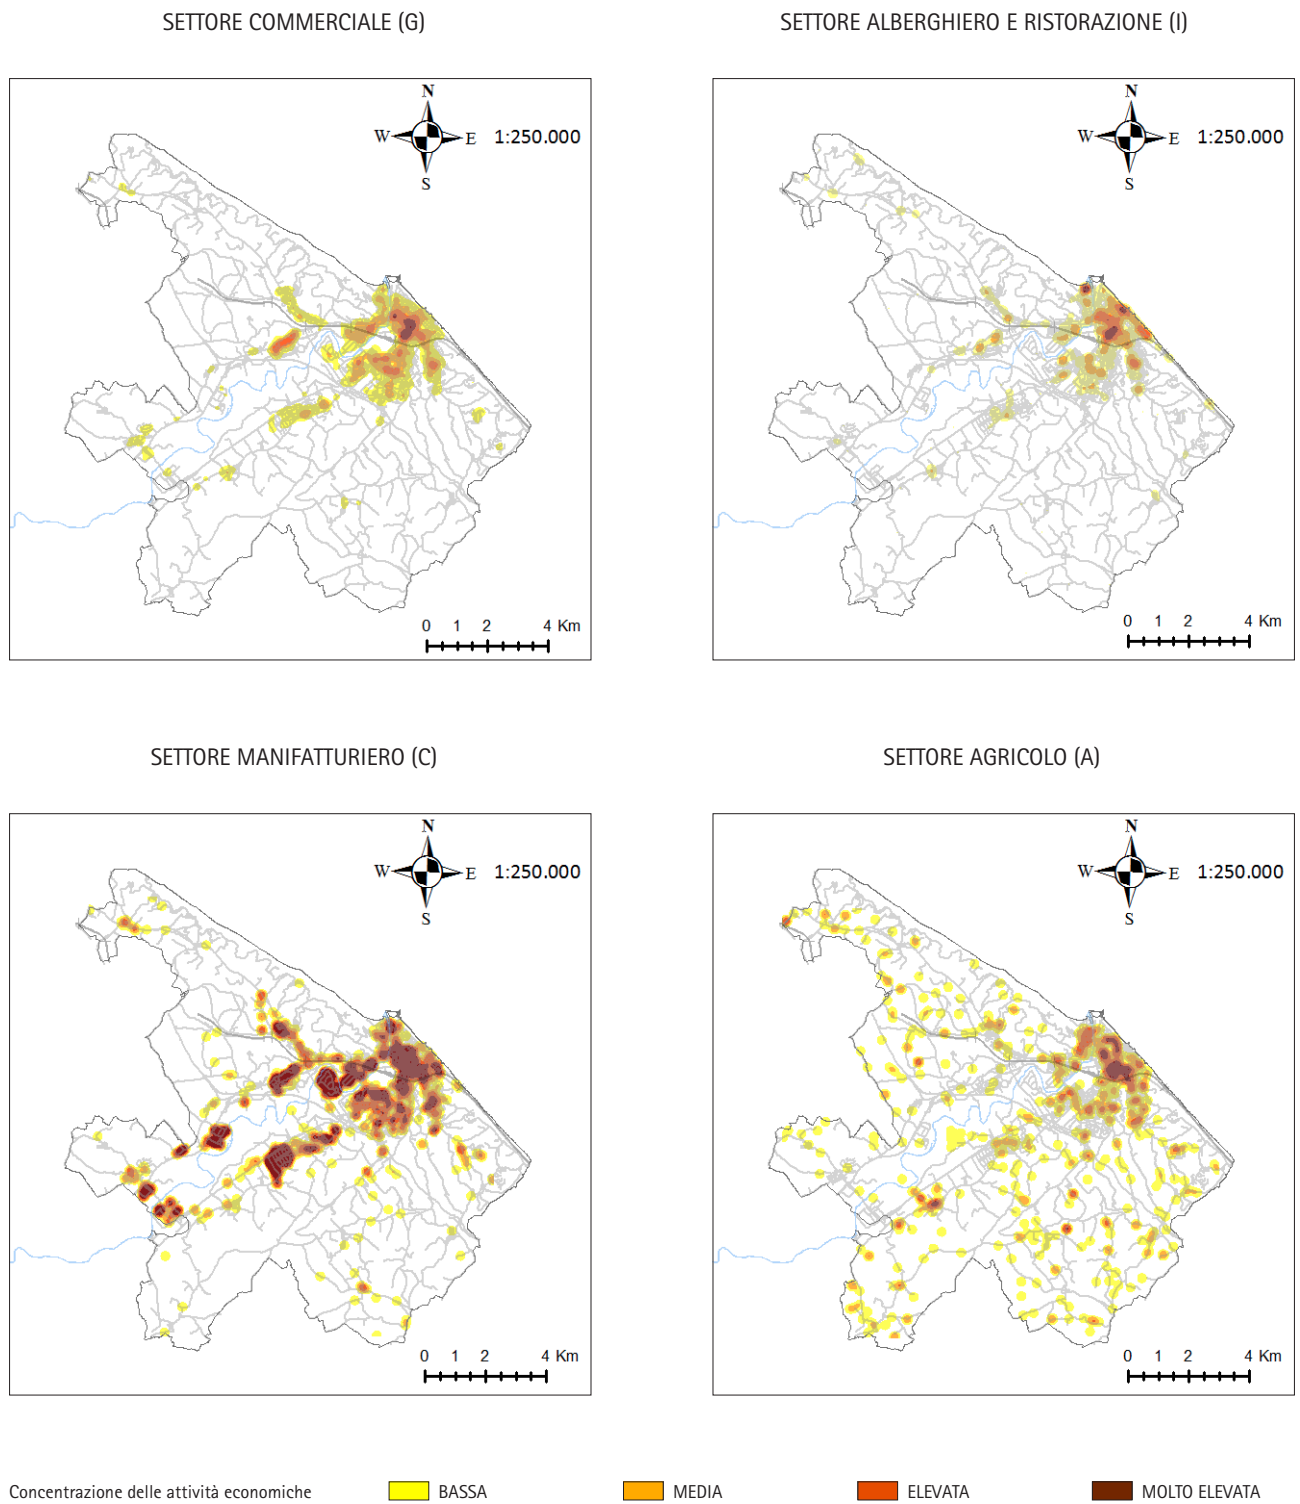 SETTORE COMMERCIALE (G)
SETTORE ALBERGHIERO E RISTORAZIONE (I)
N
W E 1:250.000
S
0 1 2 4 Km
N
W E 1:250.000
S
0 1 2 4 Km
SETTORE MANIFATTURIERO (C)
SETTORE AGRICOLO (A)
N
W E 1:250.000
S
0 1 2 4 Km
N
W E 1:250.000
S
0 1 2 4 Km
Concentrazione delle attività economiche BASSA MEDIA ELEVATA MOLTO ELEVATA